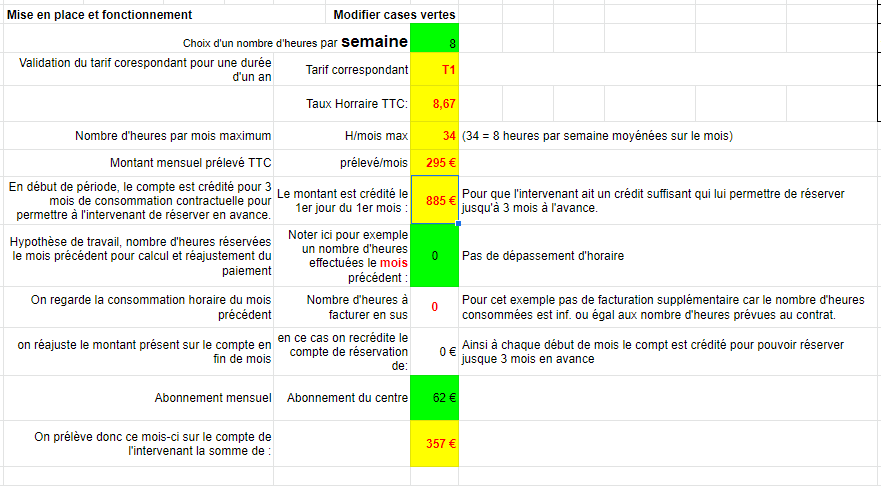 Mise en place et fonctionnement Modifier cases vertes
Choix d'un nombre d'heures par semaine 8
Validation du tarif corespondant pour une durée
d'un an
Tarif correspondant T1
Taux Horraire TTC: 8,67
Nombre d'heures par mois maximum H/mois max 34 (34 = 8 heures par semaine moyénées sur le mois)
Montant mensuel prélevé TTC prélevé/mois 295 €
En début de période, le compte est crédité pour 3
mois de consommation contractuelle pour
permettre à l'intervenant de réserver en avance.
Le montant est crédité le
1er jour du 1er mois :
885 €
Pour que l'intervenant ait un crédit suffisant qui lui permettre de réserver
jusqu'à 3 mois à l'avance.
Hypothèse de travail, nombre d'heures réservées
le mois précédent pour calcul et réajustement du
paiement
Noter ici pour exemple
un nombre d'heures
effectuées le mois
précédent :
0
Pas de dépassement d'horaire
On regarde la consommation horaire du mois
précédent
Nombre d'heures à
facturer en sus
0
Pour cet exemple pas de facturation supplémentaire car le nombre d'heures
consommées est inf. ou égal aux nombre d'heures prévues au contrat.
on réajuste le montant présent sur le compte en
fin de mois
en ce cas on recrédite le
compte de réservation
de:
0 €
Ainsi à chaque début de mois le compt est crédité pour pouvoir réserver
jusque 3 mois en avance
Abonnement mensuel Abonnement du centre 62 €
On prélève donc ce mois-ci sur le compte de
l'intervenant la somme de :
357 €